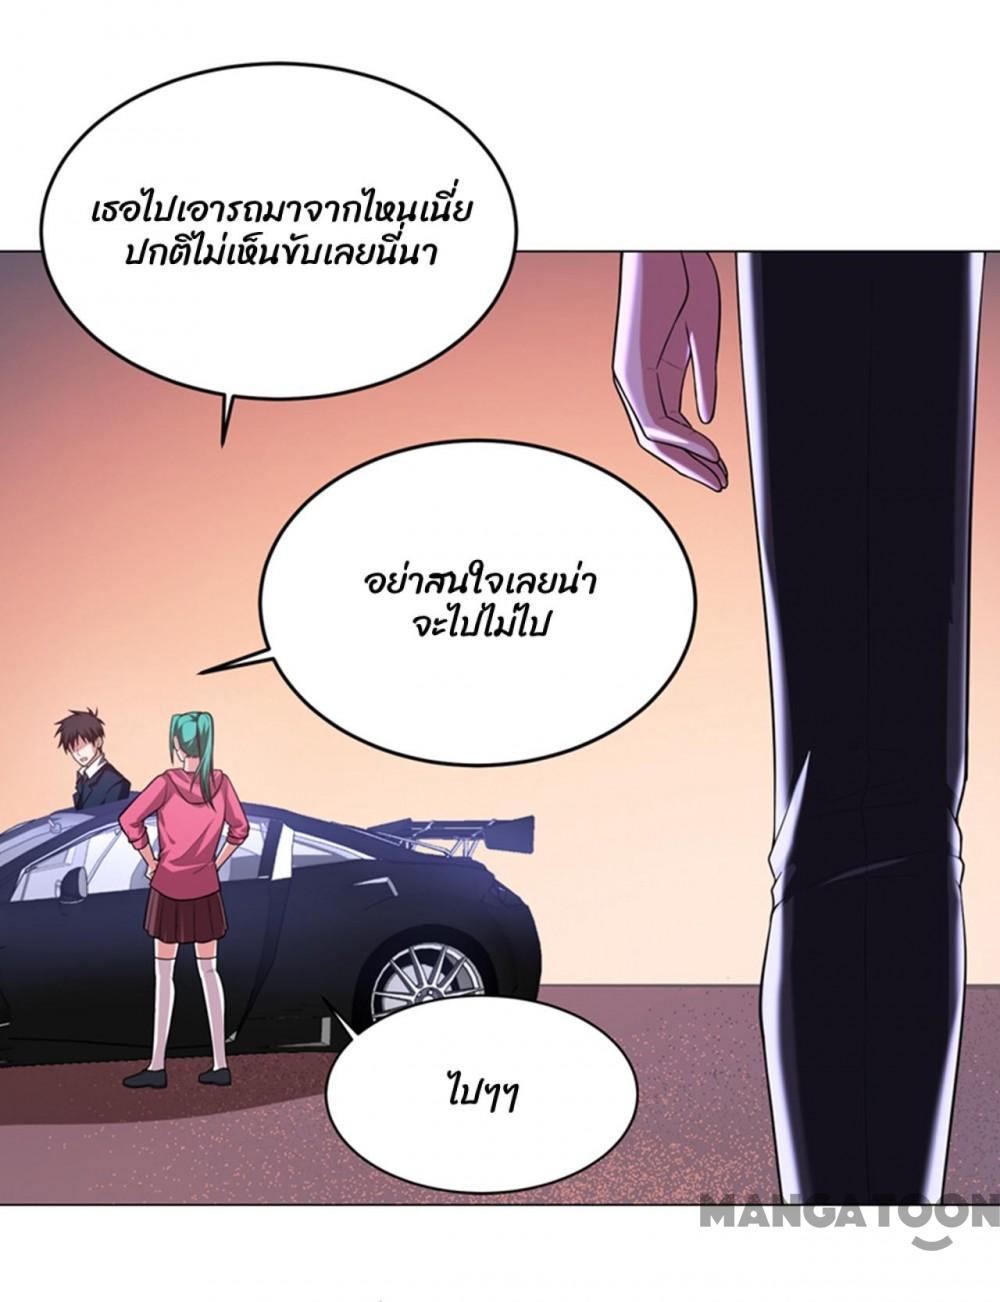 เธอไปเอารถมาจากไหนเนี่ย
ปกติไม่เห็นขับเลยนี่นา
อย่าสนใจเลยน่า
จะไปไม่ไป
ไปๆๆ
MANGATOON